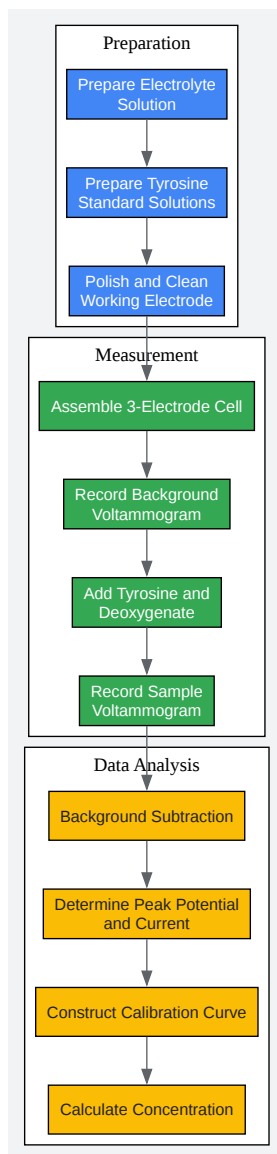 Preparation
Prepare Electrolyte
Solution
Prepare Tyrosine
Standard Solutions
Polish and Clean
Working Electrode
Measurement
Assemble 3-Electrode Cell
Record Background
Voltammogram
Add Tyrosine and
Deoxygenate
Record Sample
Voltammogram
Data Analysis
Background Subtraction
Determine Peak Potential
and Current
Construct Calibration Curve
Calculate Concentration